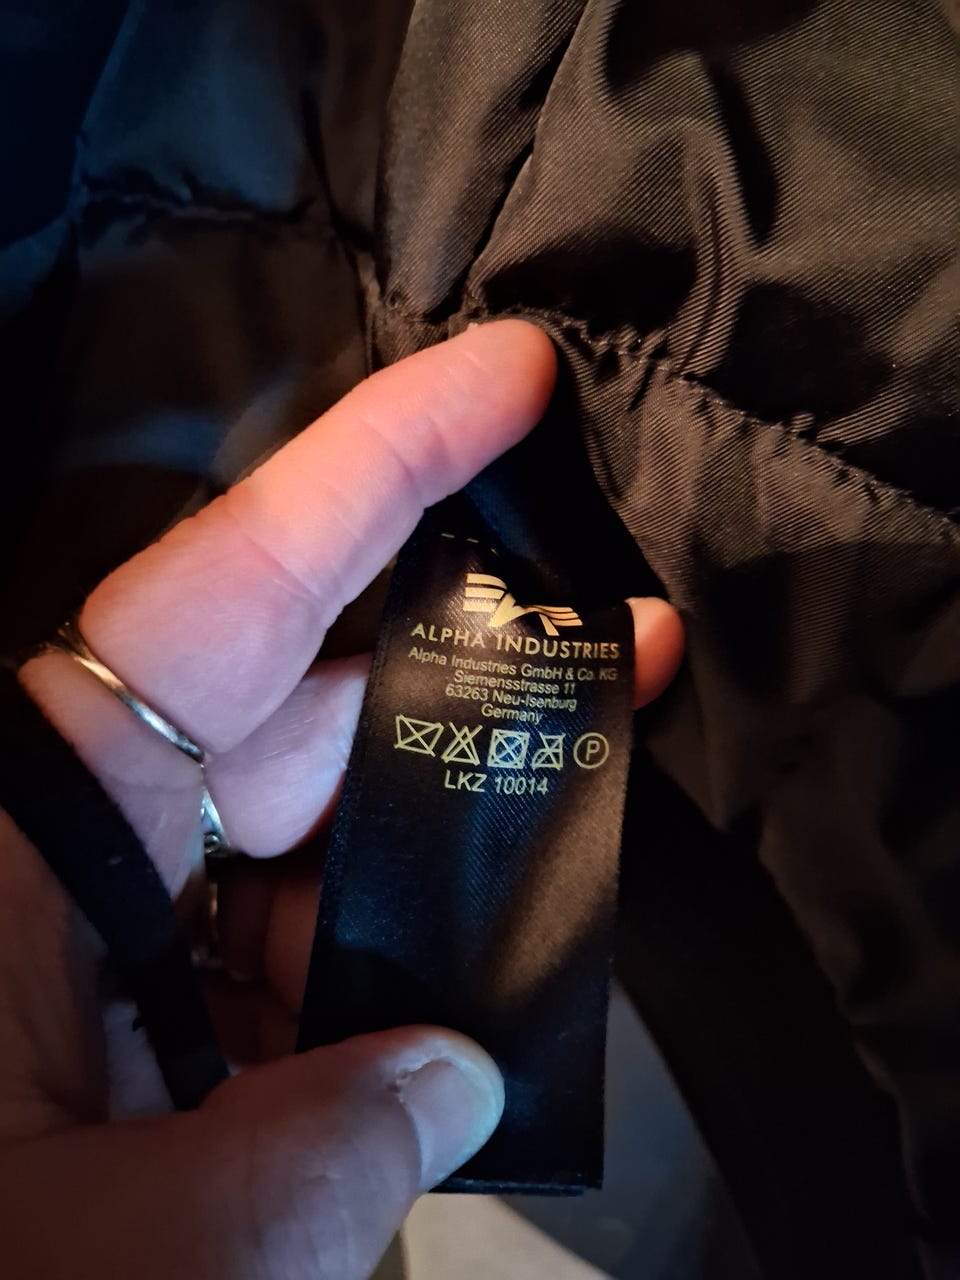 ALPHA INDUSTRIES
Alpha Industries GmbH & Co. KG
Siemensstrasse 11
63263 Neu-Isenburg
Germany
P
LKZ 10014